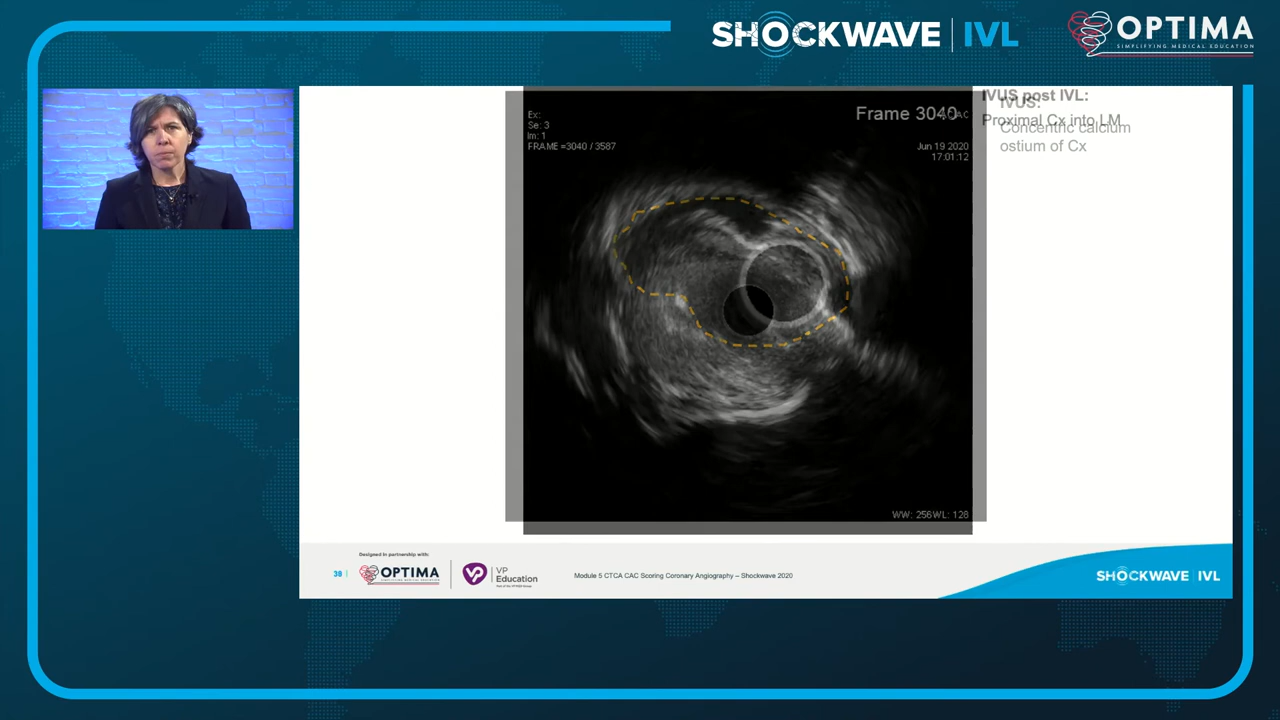 SHOCKWAVE | IVL
OPTIMA
SIMPLIFYING MEDICAL EDUCATION
Ex:
Se: 3
Im: 1
FRAME =3040 / 3587
Frame 3040
Jun 19 2020
17:01:12
IVUS post IVL:
Proximal Cx into LM
IVUS:
Concentric calcium
ostium of Cx
WW: 256WL: 128
Designed in partnership with:
38 |
OPTIMA
VP
Education
Module 5 CTCA CAC Scoring Coronary Angiography – Shockwave 2020
SHOCKWAVE | IVL